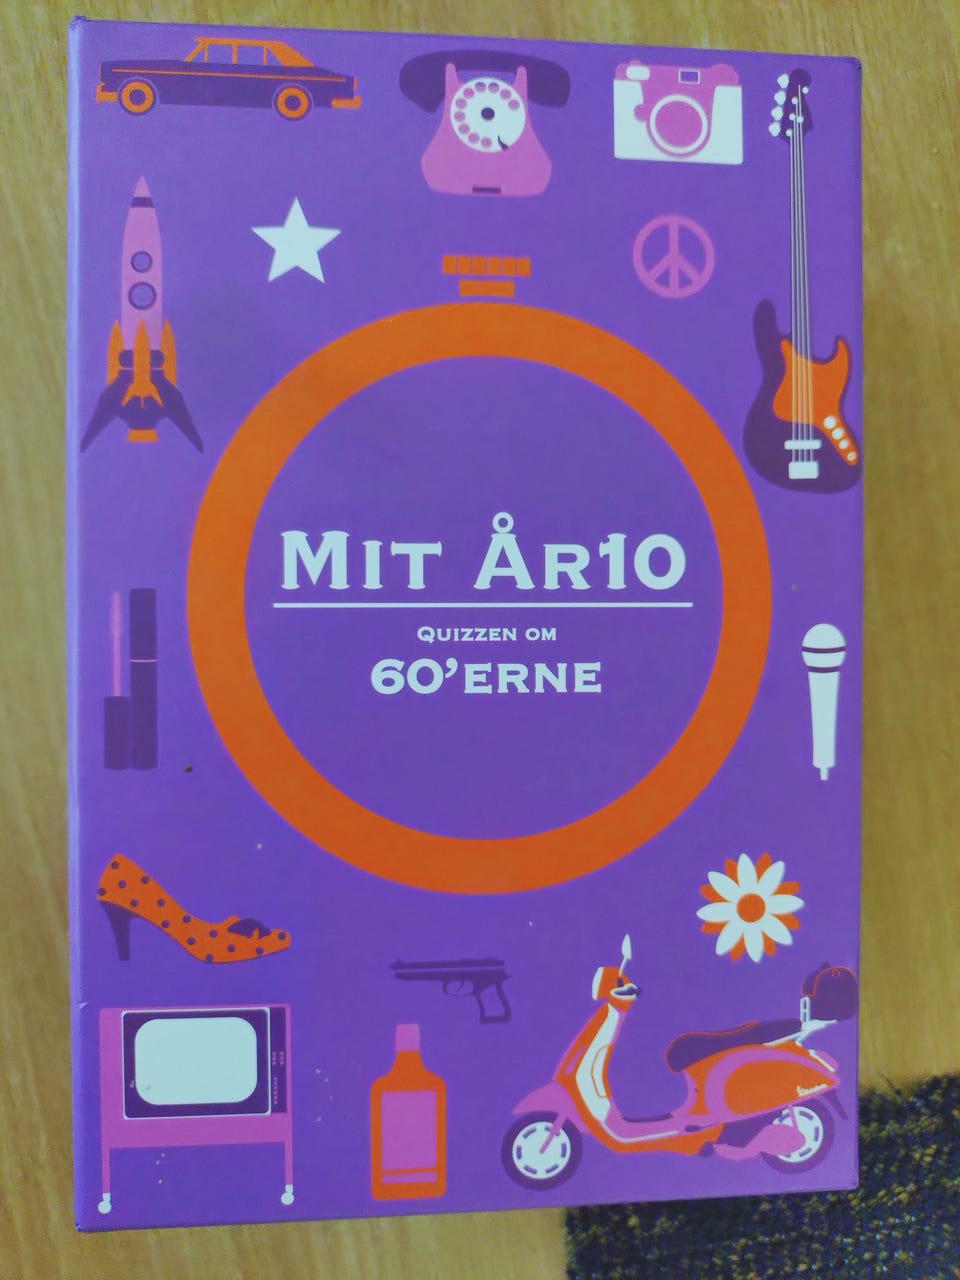 Mit År10
Quizzen om
60'erne